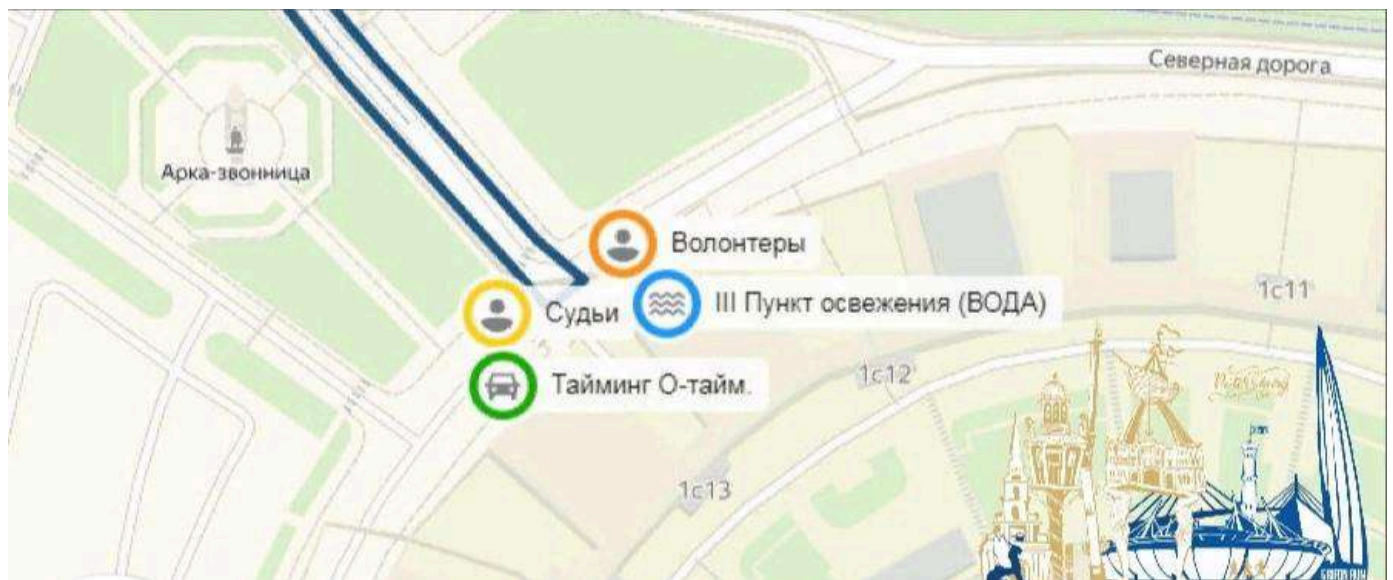 Северная дорога
Арка-звонница
Волонтеры
III Пункт освежения (ВОДА)
1с11
Судьи
Тайминг О-тайм.
1с12
1с13